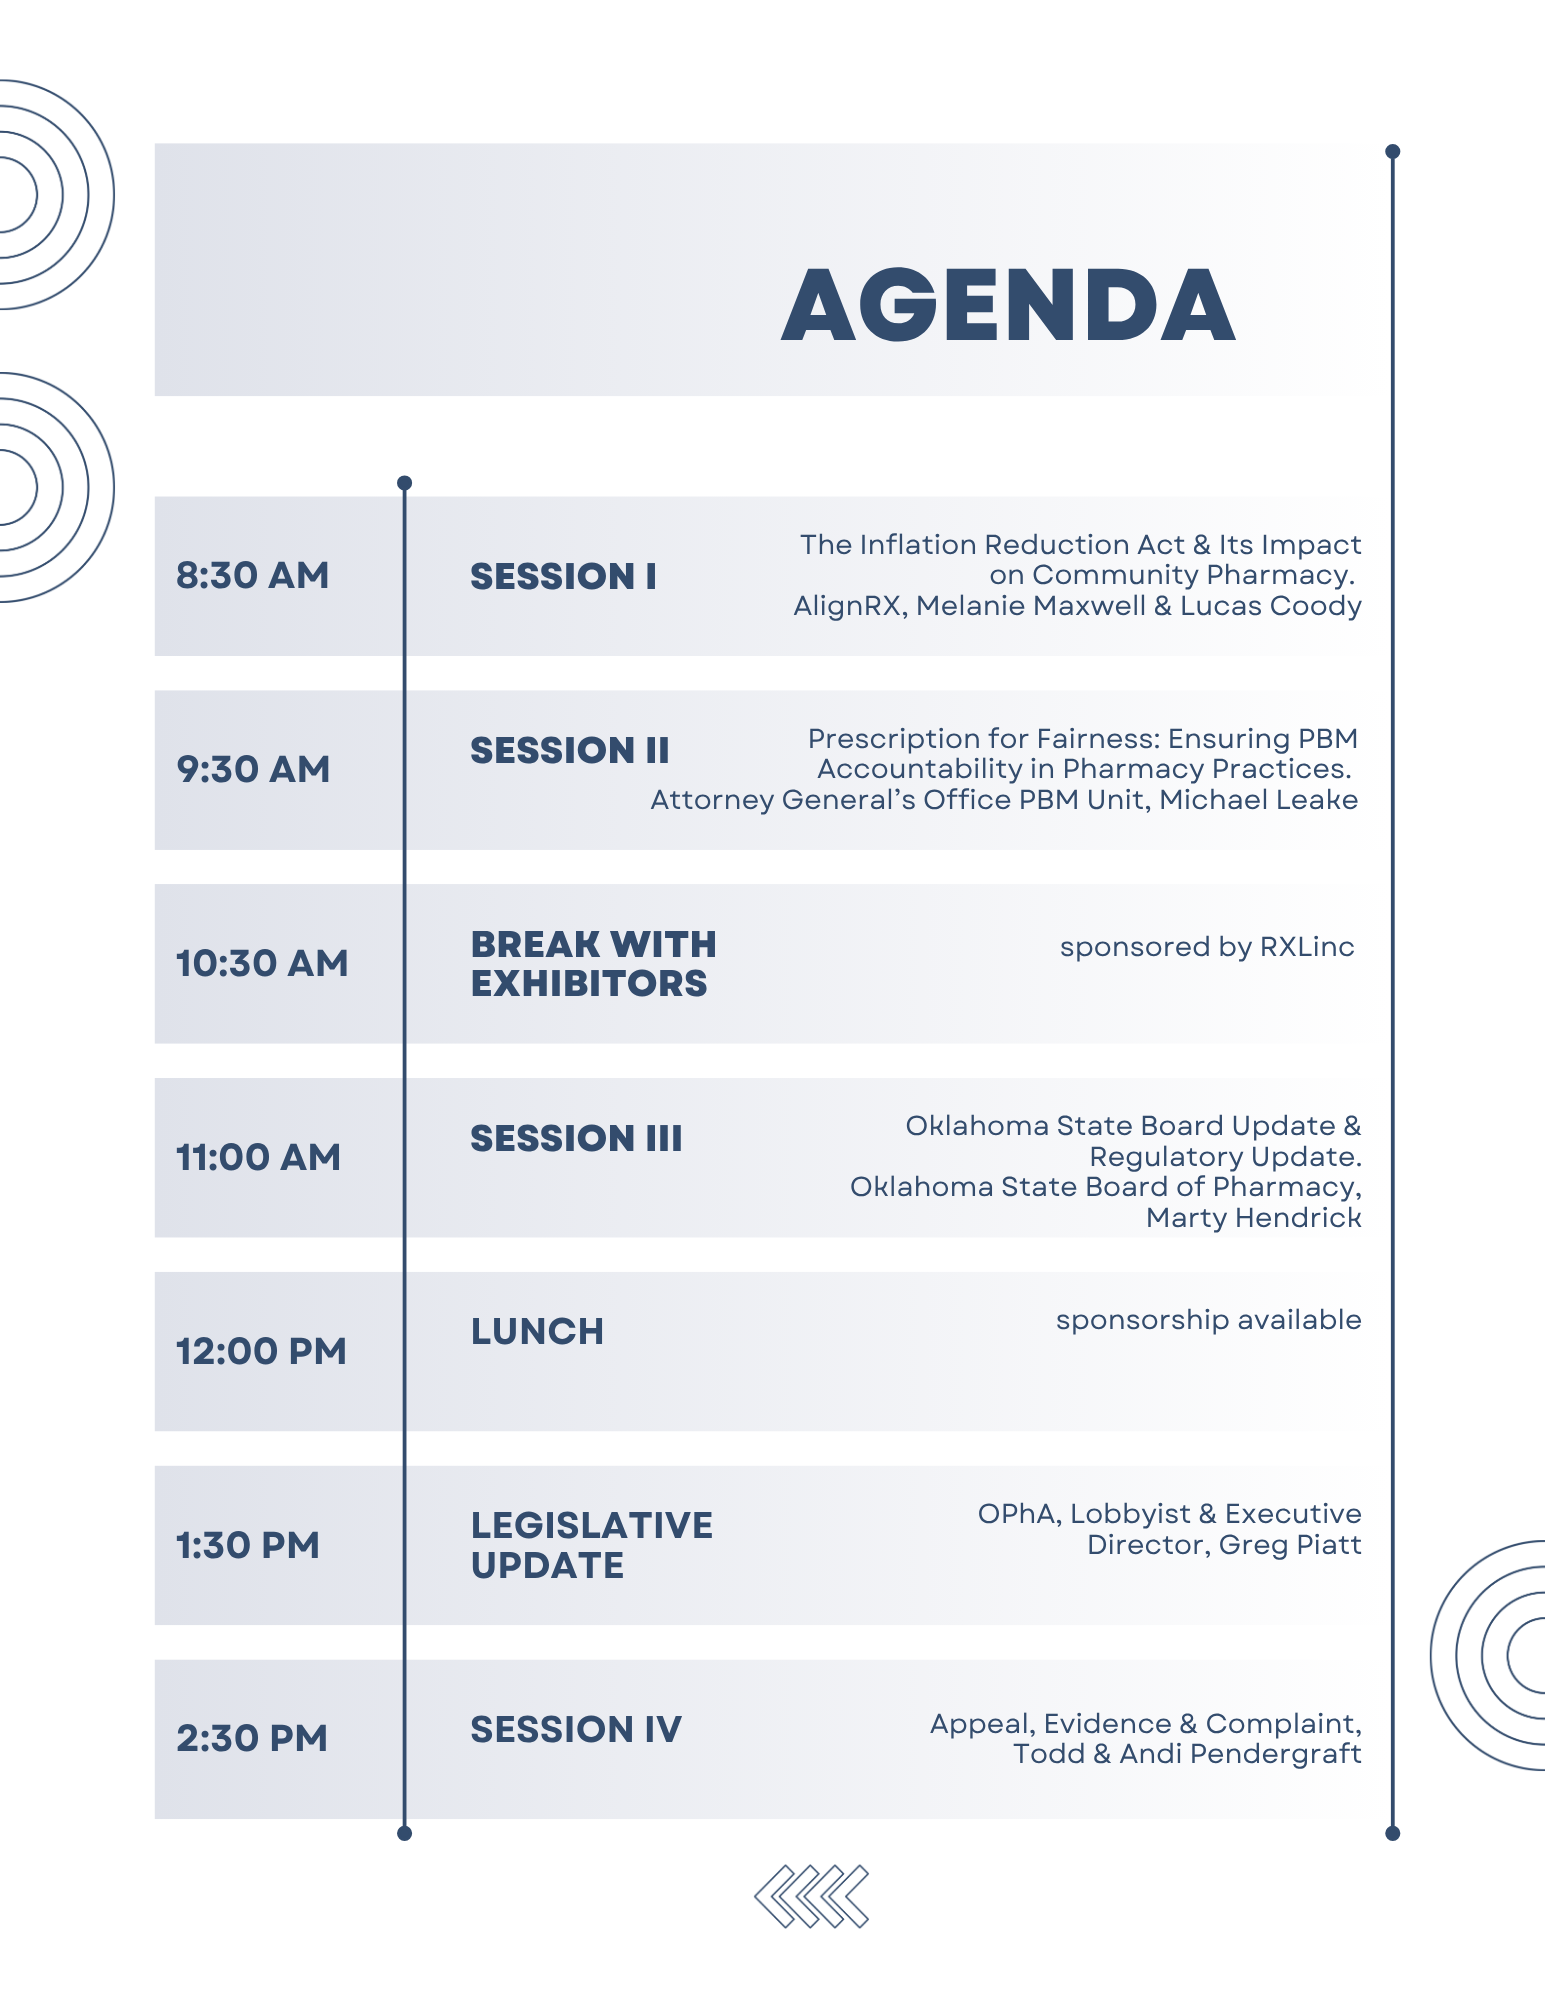 AGENDA
8:30 AM
SESSION I
The Inflation Reduction Act & Its Impact
on Community Pharmacy.
AlignRX, Melanie Maxwell & Lucas Coody
9:30 AM
SESSION II
Prescription for Fairness: Ensuring PBM
Accountability in Pharmacy Practices.
Attorney General’s Office PBM Unit, Michael Leake
10:30 AM
BREAK WITH
EXHIBITORS
sponsored by RXLinc
11:00 AM
SESSION III
Oklahoma State Board Update &
Regulatory Update.
Oklahoma State Board of Pharmacy,
Marty Hendrick
12:00 PM
LUNCH
sponsorship available
1:30 PM
LEGISLATIVE
UPDATE
OPhA, Lobbyist & Executive
Director, Greg Piatt
2:30 PM
SESSION IV
Appeal, Evidence & Complaint,
Todd & Andi Pendergraft